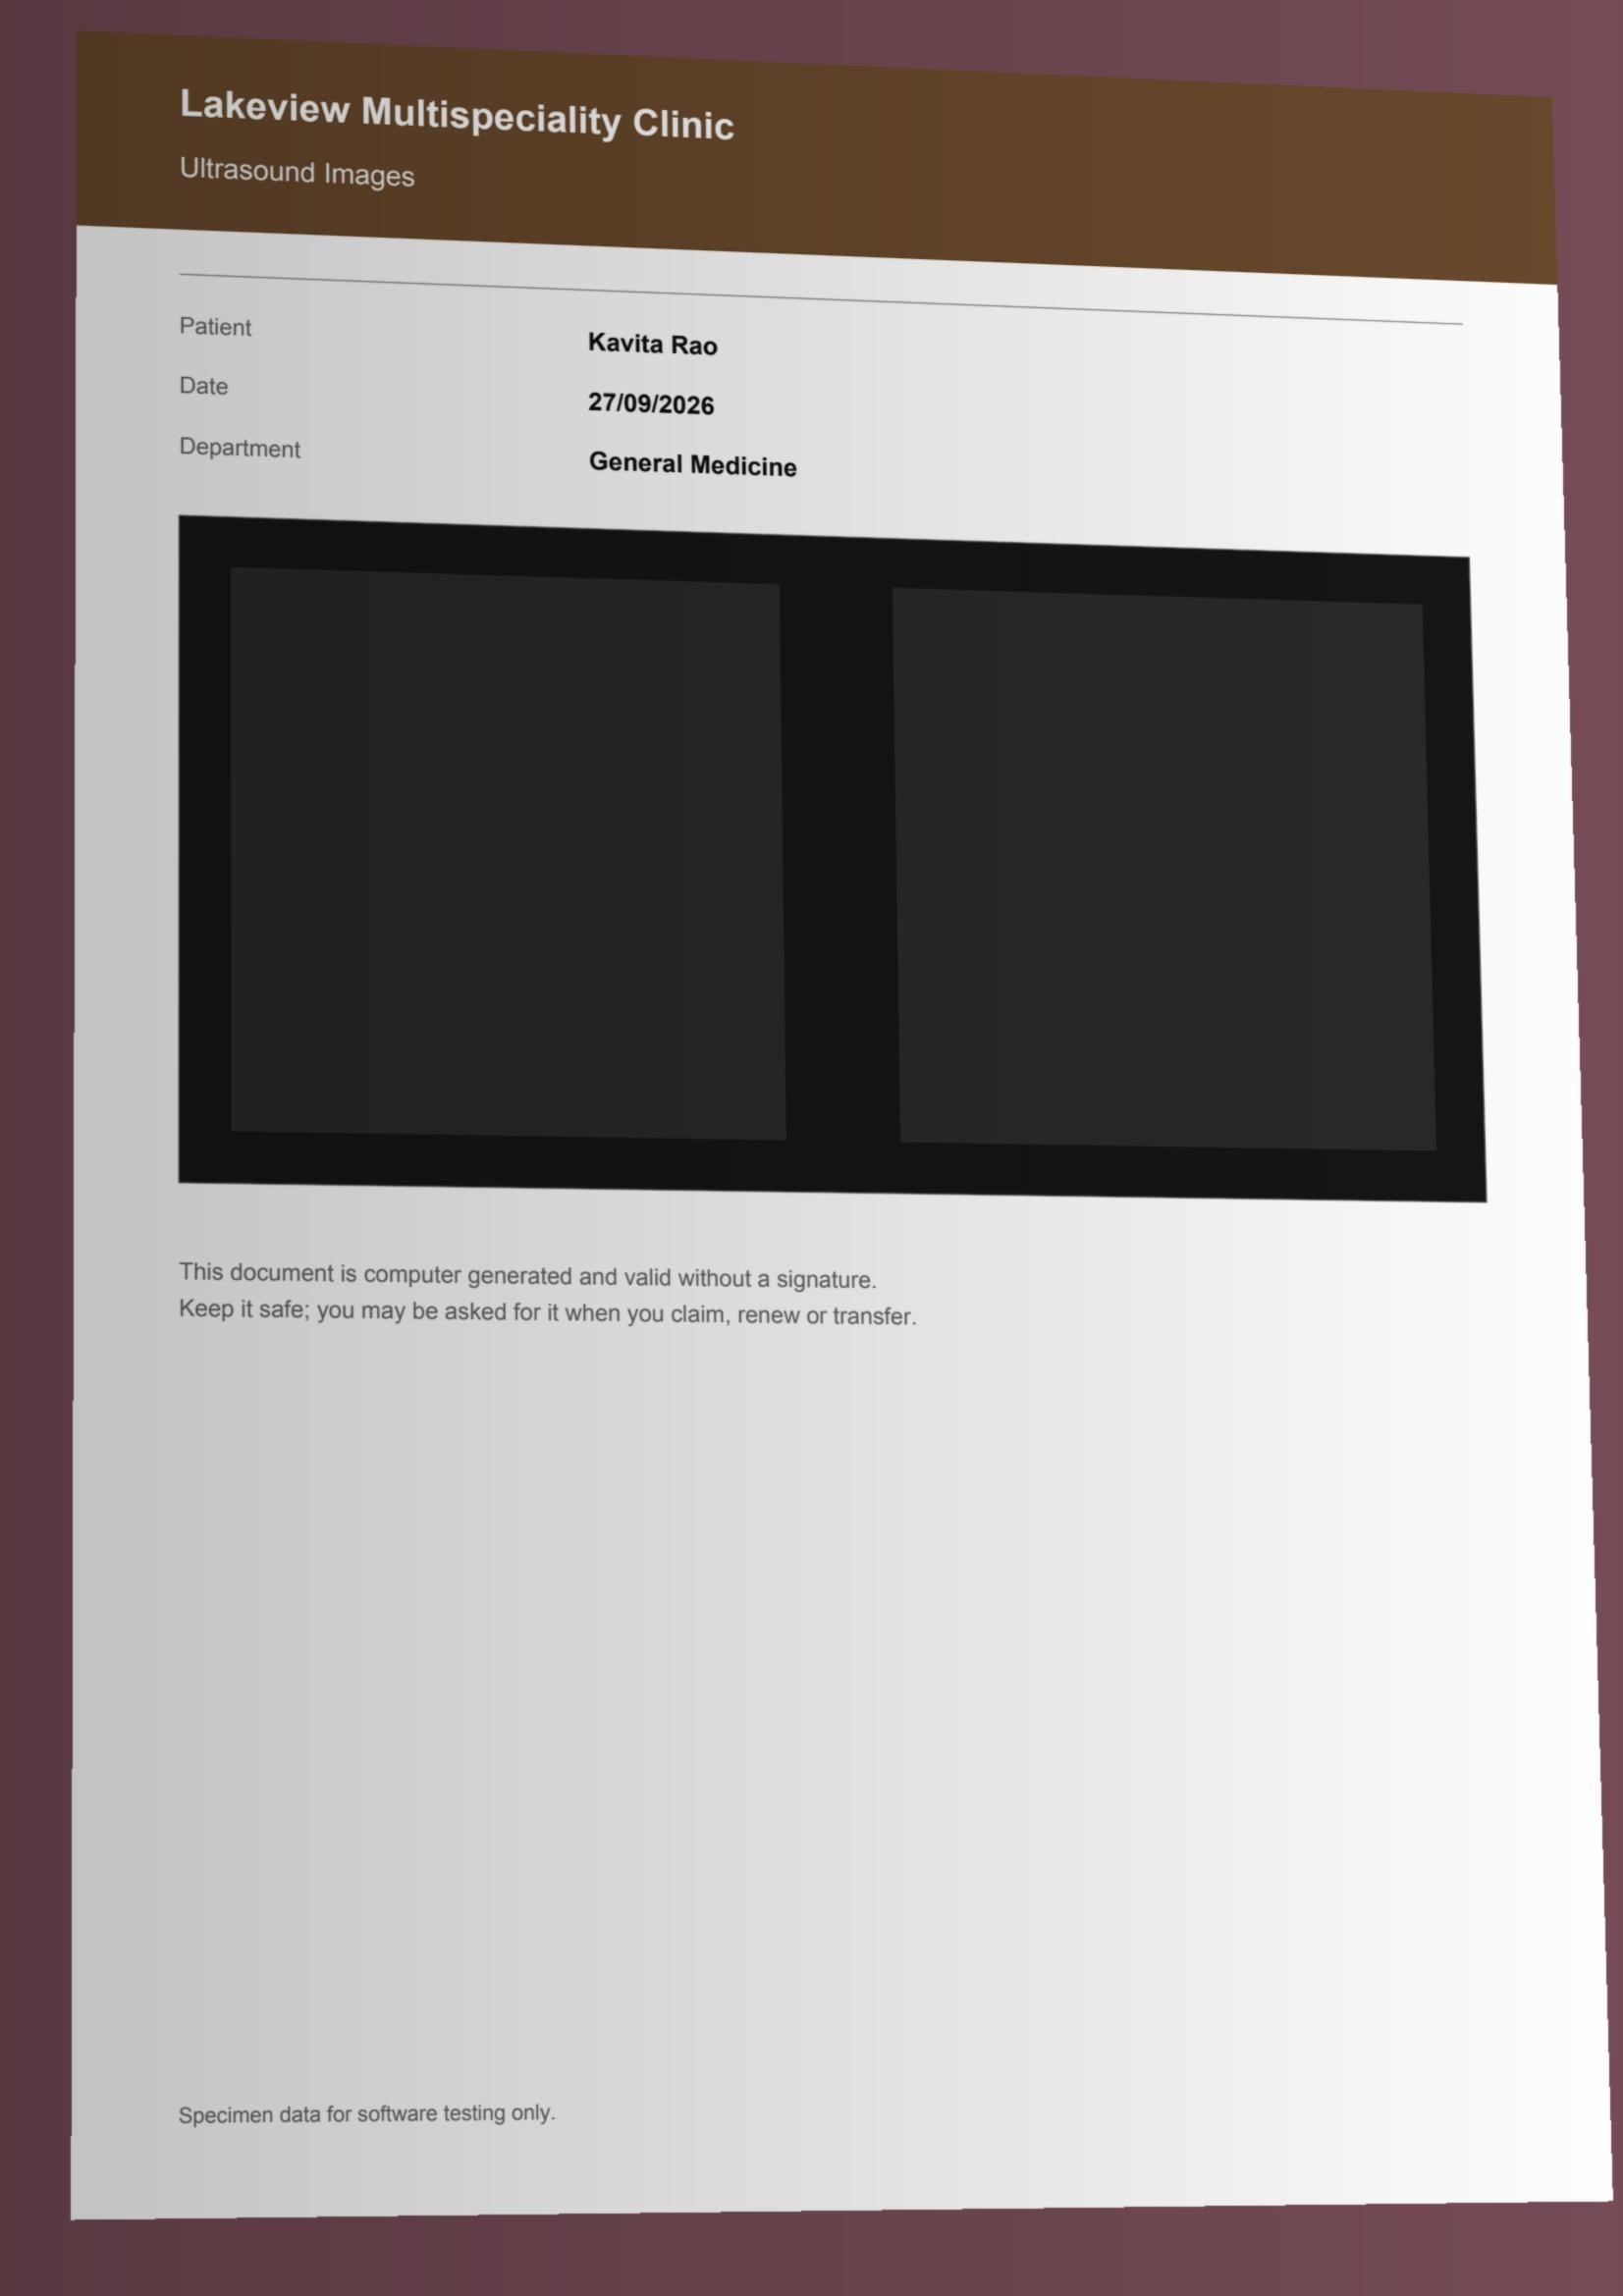 Lakeview Multispeciality Clinic
Ultrasound Images
Patient Kavita Rao
Date 27/09/2026
Department General Medicine
This document is computer generated and valid without a signature.
Keep it safe; you may be asked for it when you claim, renew or transfer.
Specimen data for software testing only.